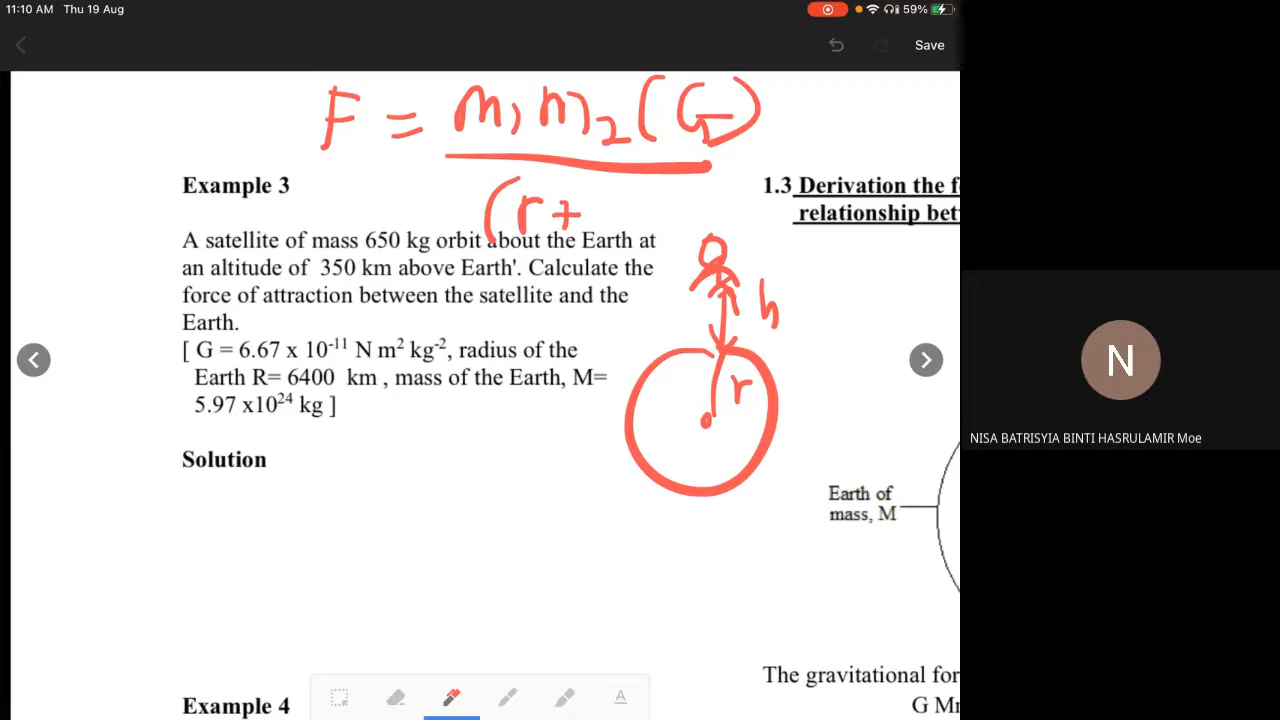 11:10 AM Thu 19 Aug
59%
Save
F = m1 m2 (G)
(r +
Example 3
A satellite of mass 650 kg orbit about the Earth at
an altitude of 350 km above Earth'. Calculate the
force of attraction between the satellite and the
Earth.
[ G = 6.67 x 10⁻¹¹ N m² kg⁻², radius of the
Earth R= 6400 km , mass of the Earth, M=
5.97 x10²⁴ kg ]
Solution
h
r
Example 4
1.3 Derivation the f
relationship bet
Earth of
mass, M
The gravitational for
G M
A
N
NISA BATRISYIA BINTI HASRULAMIR Moe